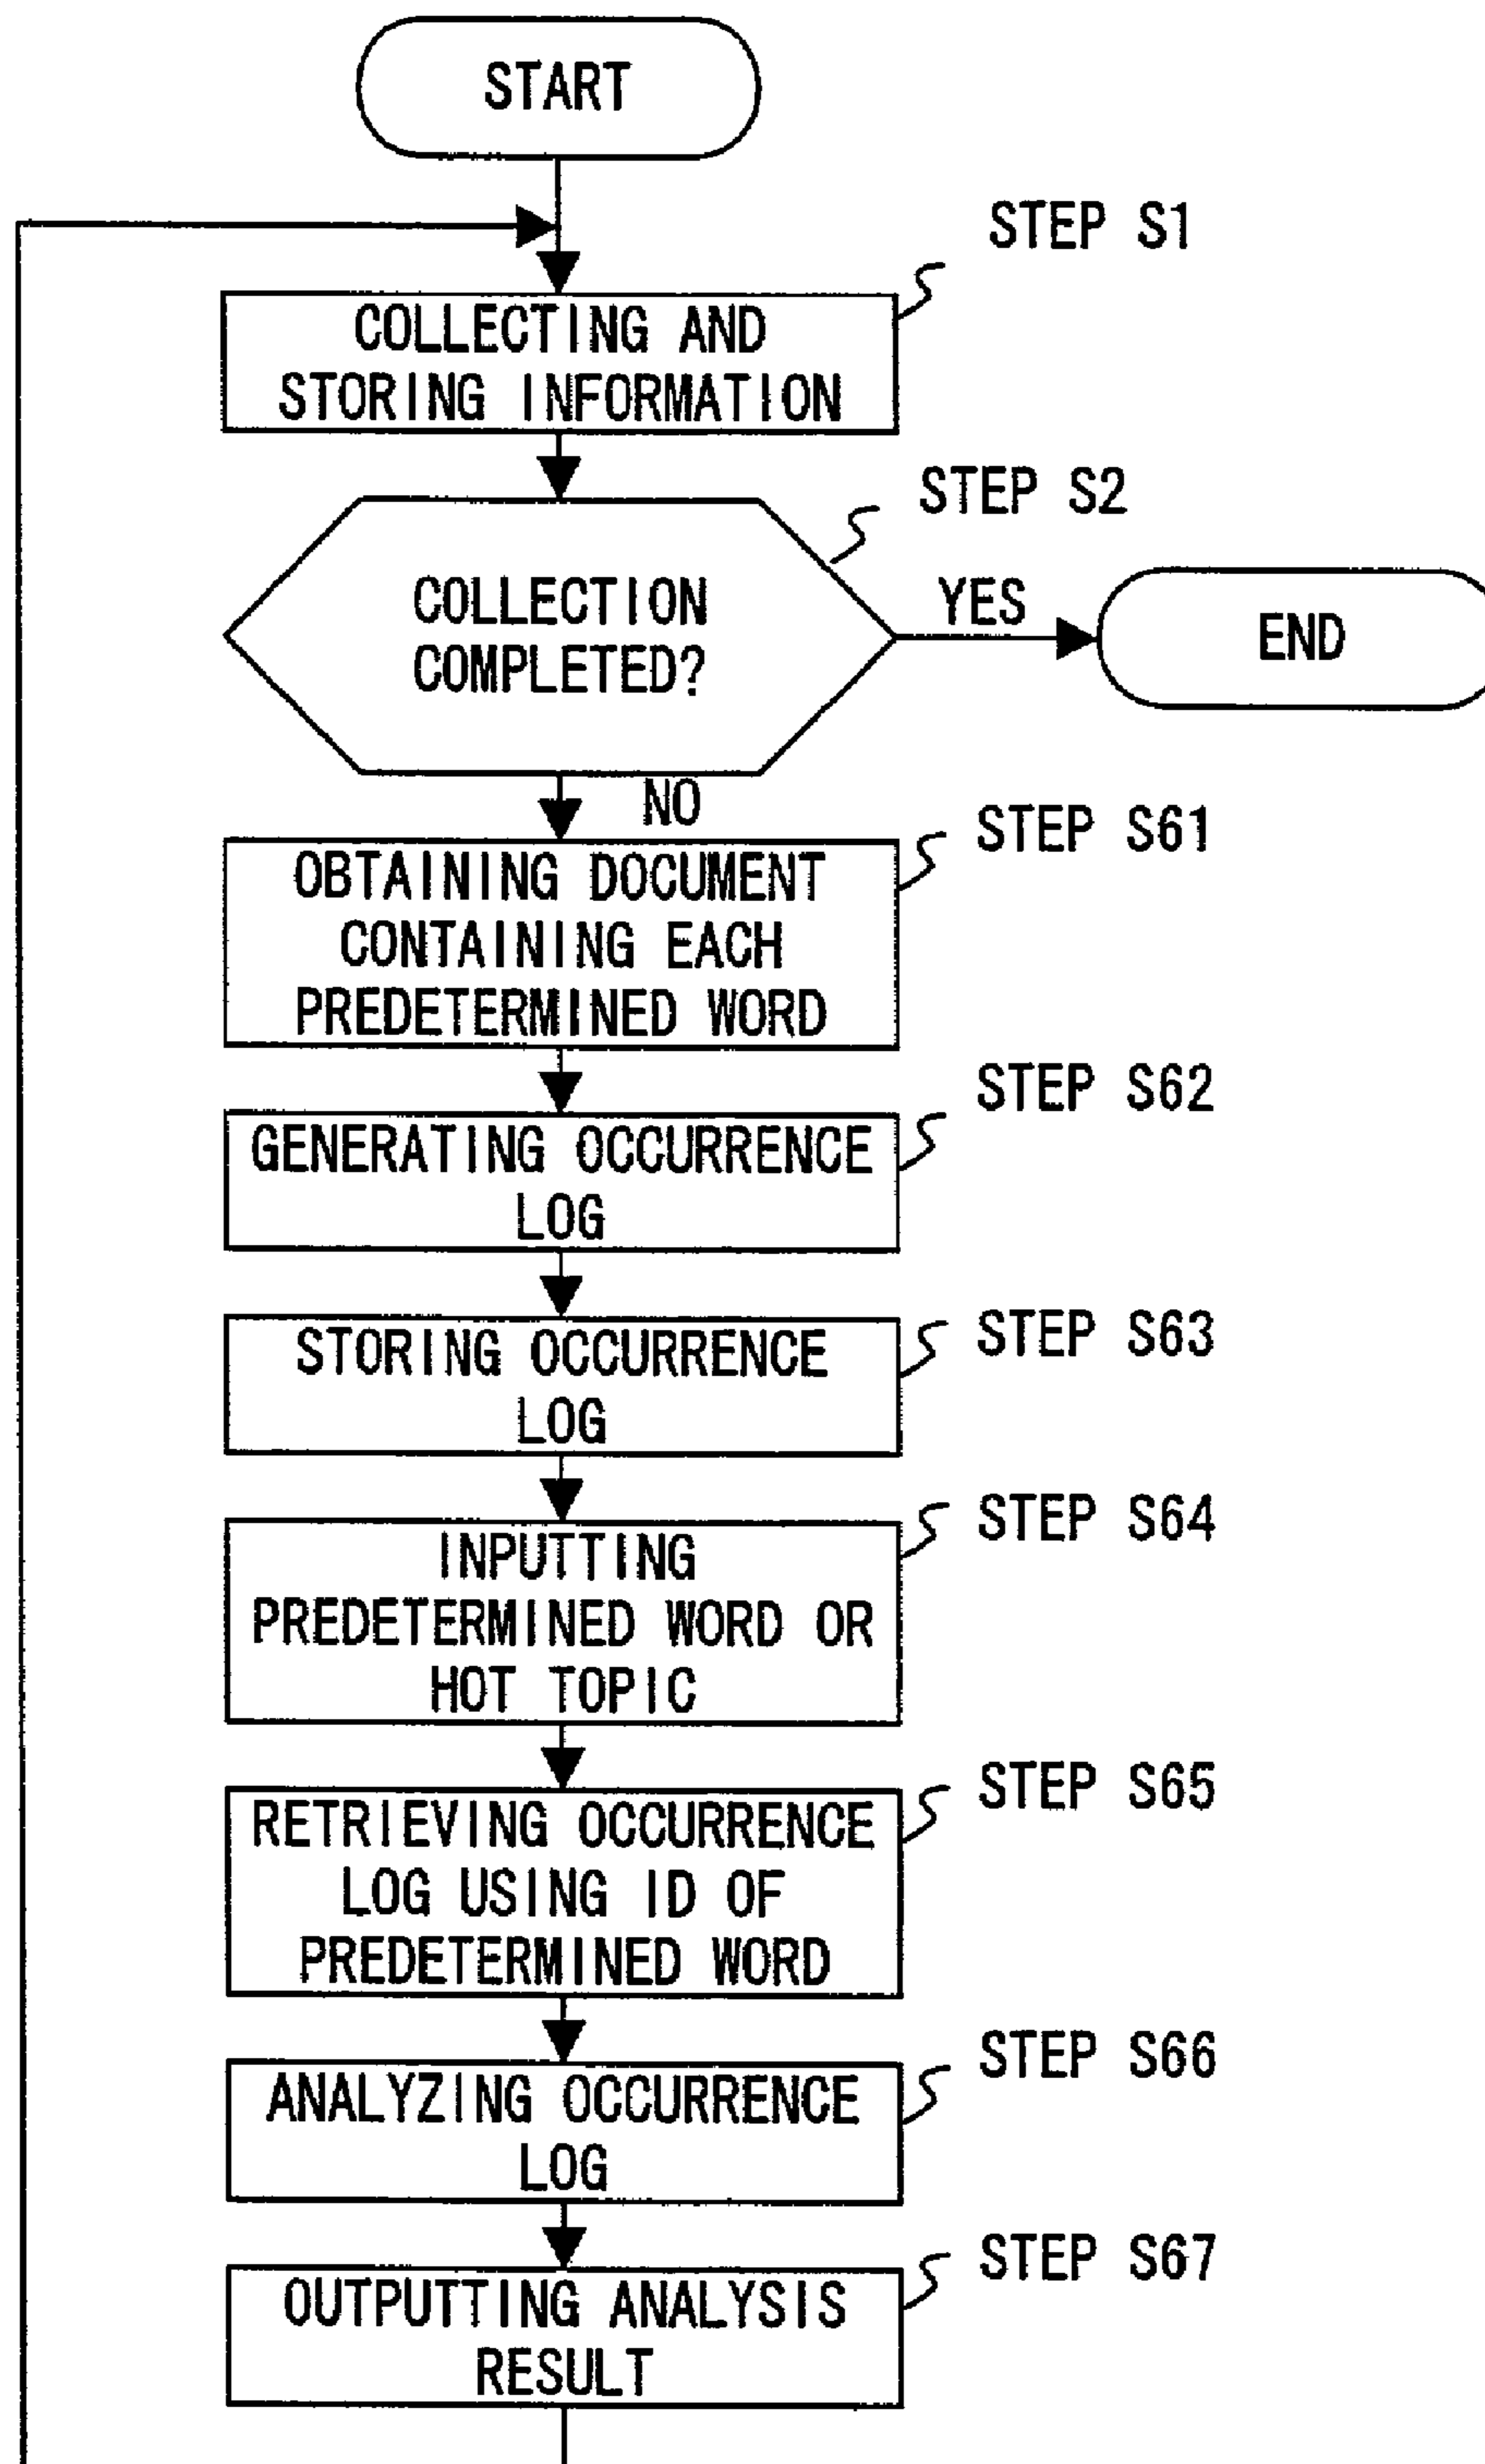 START
STEP S1
COLLECTING AND
STORING INFORMATION
STEP S2
COLLECTION
COMPLETED?
YES
END
NO
STEP S61
OBTAINING DOCUMENT
CONTAINING EACH
PREDETERMINED WORD
STEP S62
GENERATING OCCURRENCE
LOG
STEP S63
STORING OCCURRENCE
LOG
STEP S64
INPUTTING
PREDETERMINED WORD OR
HOT TOPIC
STEP S65
RETRIEVING OCCURRENCE
LOG USING ID OF
PREDETERMINED WORD
STEP S66
ANALYZING OCCURRENCE
LOG
STEP S67
OUTPUTTING ANALYSIS
RESULT